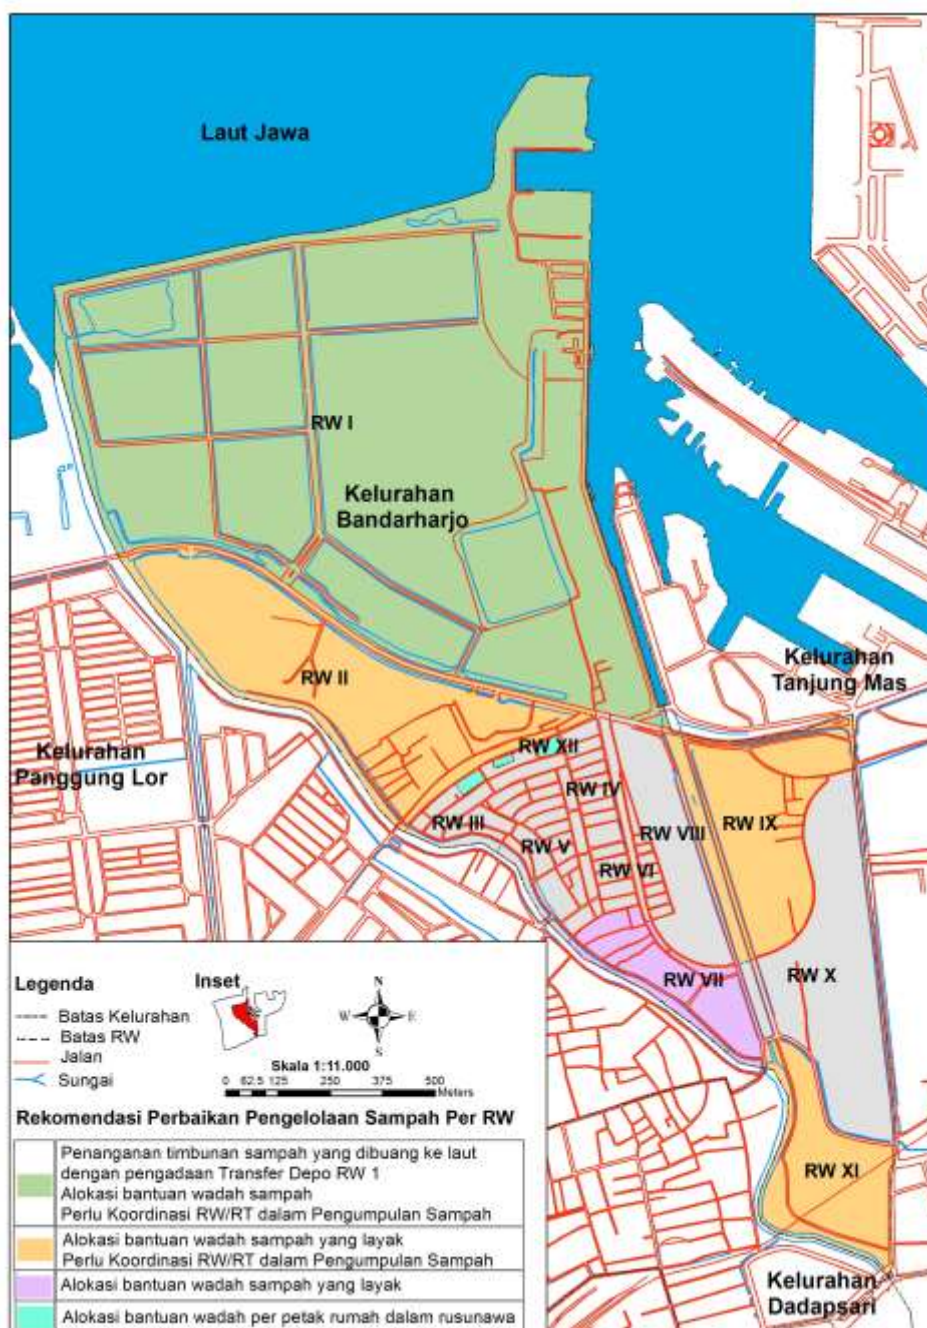 Laut Jawa
RW I
Kelurahan
Bandarharjo
Kelurahan
Tanjung Mas
RW II
Kelurahan
Panggung Lor
RW XII
RW IV
RW III
RW V
RW VIII
RW IX
RW VI
RW VII
RW X
RW XI
Kelurahan
Dadapsari
Legenda
Batas Kelurahan
Batas RW
Jalan
Sungai
Inset
N
W
E
S
Skala 1:11.000
0 62.5 125 250 375 500
Meters
Rekomendasi Perbaikan Pengelolaan Sampah Per RW
Penanganan timbunan sampah yang dibuang ke laut
dengan pengadaan Transfer Depo RW 1
Alokasi bantuan wadah sampah
Perlu Koordinasi RW/RT dalam Pengumpulan Sampah
Alokasi bantuan wadah sampah yang layak
Perlu Koordinasi RW/RT dalam Pengumpulan Sampah
Alokasi bantuan wadah sampah yang layak
Alokasi bantuan wadah per petak rumah dalam rusunawa